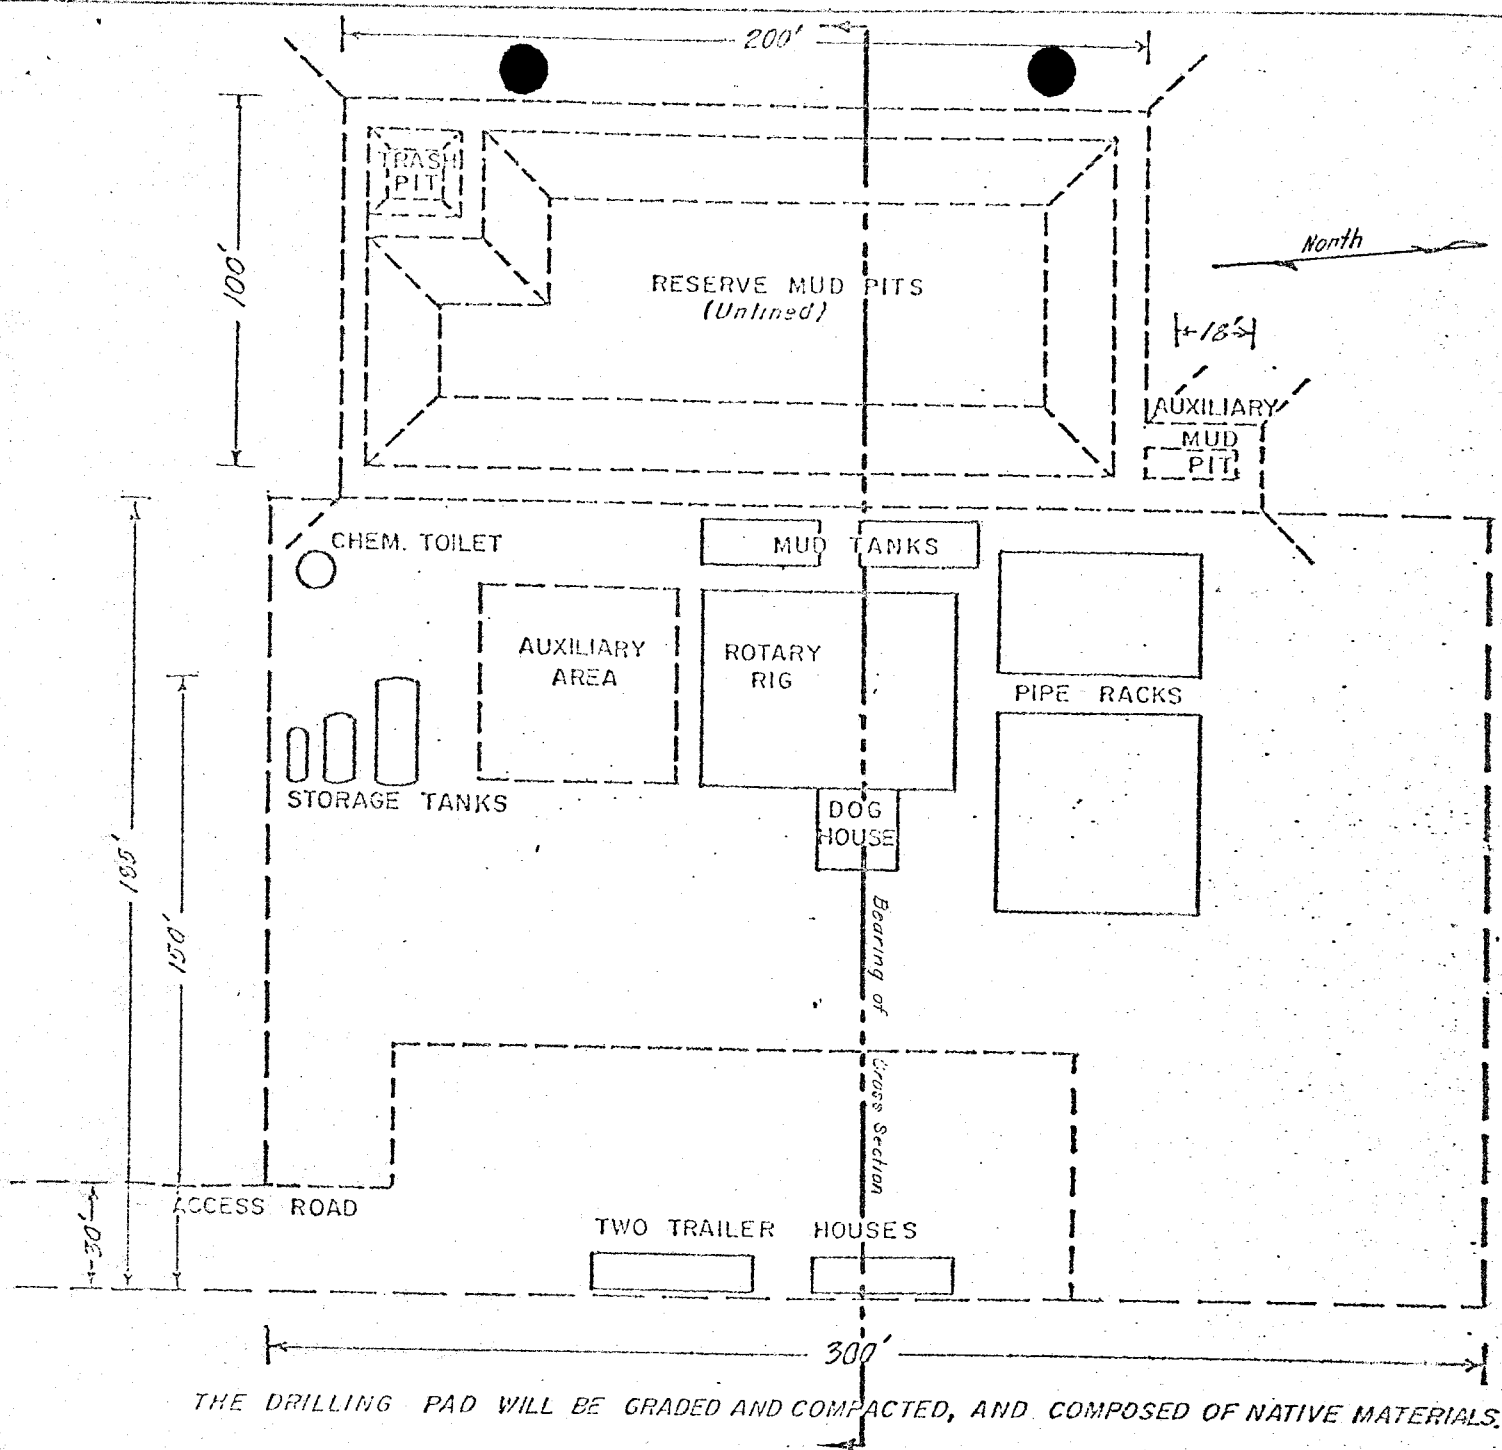 200'
TRASH
PIT
100'
RESERVE MUD PITS
(Unlined)
North
18'
AUXILIARY
MUD
PIT
CHEM. TOILET
MUD TANKS
AUXILIARY
AREA
ROTARY
RIG
PIPE RACKS
STORAGE TANKS
DOG
HOUSE
150'
Bearing of
Cross Section
ACCESS ROAD
30'
TWO TRAILER HOUSES
300'
THE DRILLING PAD WILL BE GRADED AND COMPACTED, AND COMPOSED OF NATIVE MATERIALS.